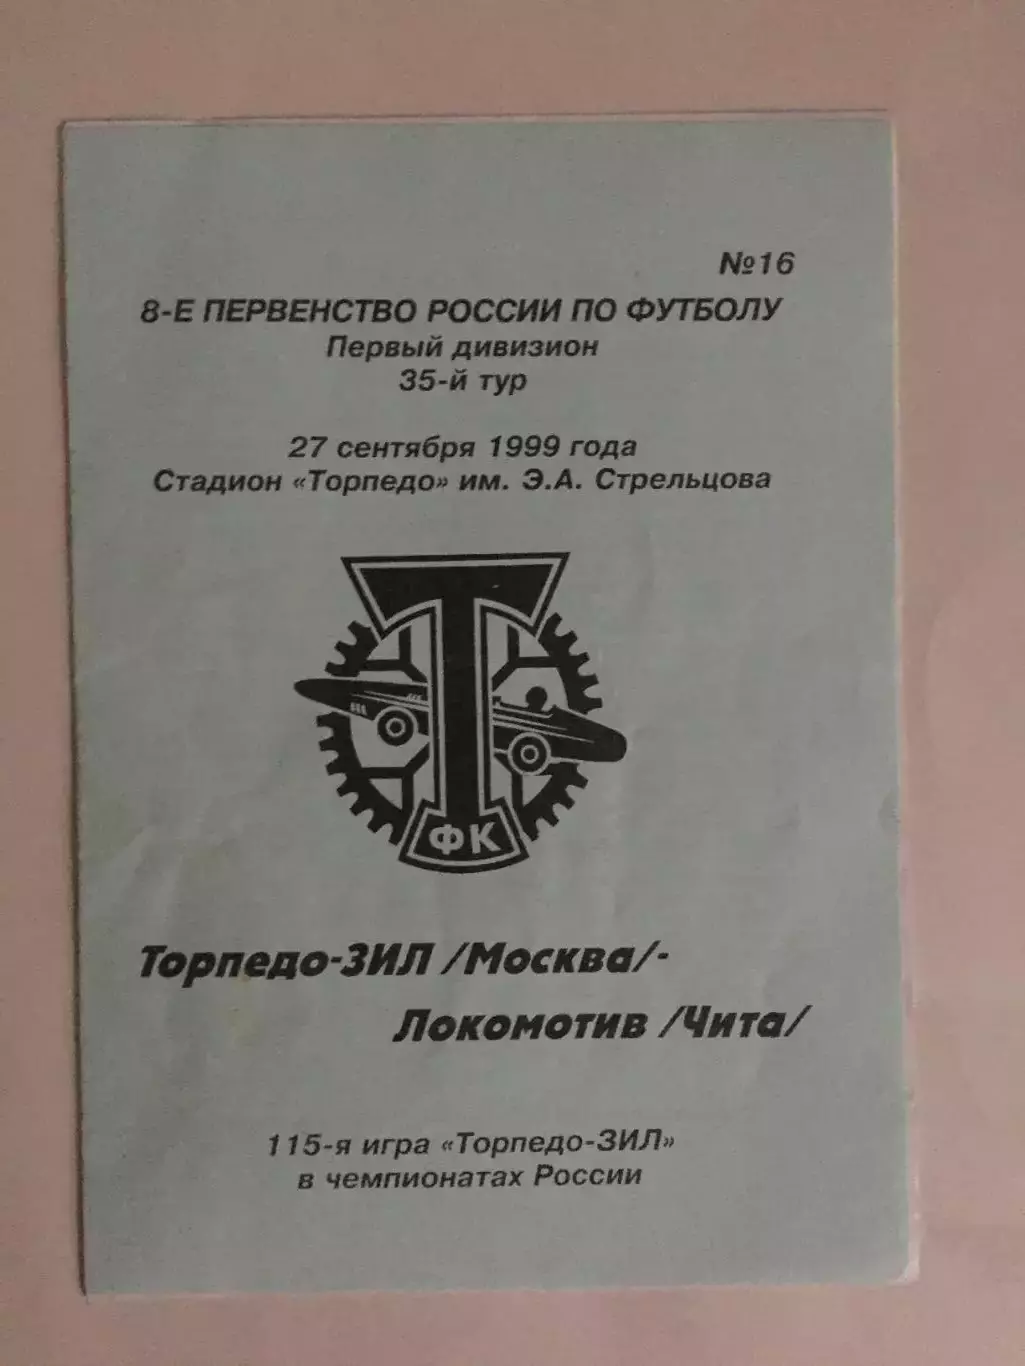 №16
8-Е ПЕРВЕНСТВО РОССИИ ПО ФУТБОЛУ
Первый дивизион
35-й тур
27 сентября 1999 года
Стадион «Торпедо» им. Э.А. Стрельцова
Т
ФК
Торпедо-ЗИЛ /Москва/-
Локомотив /Чита/
115-я игра «Торпедо-ЗИЛ»
в чемпионатах России